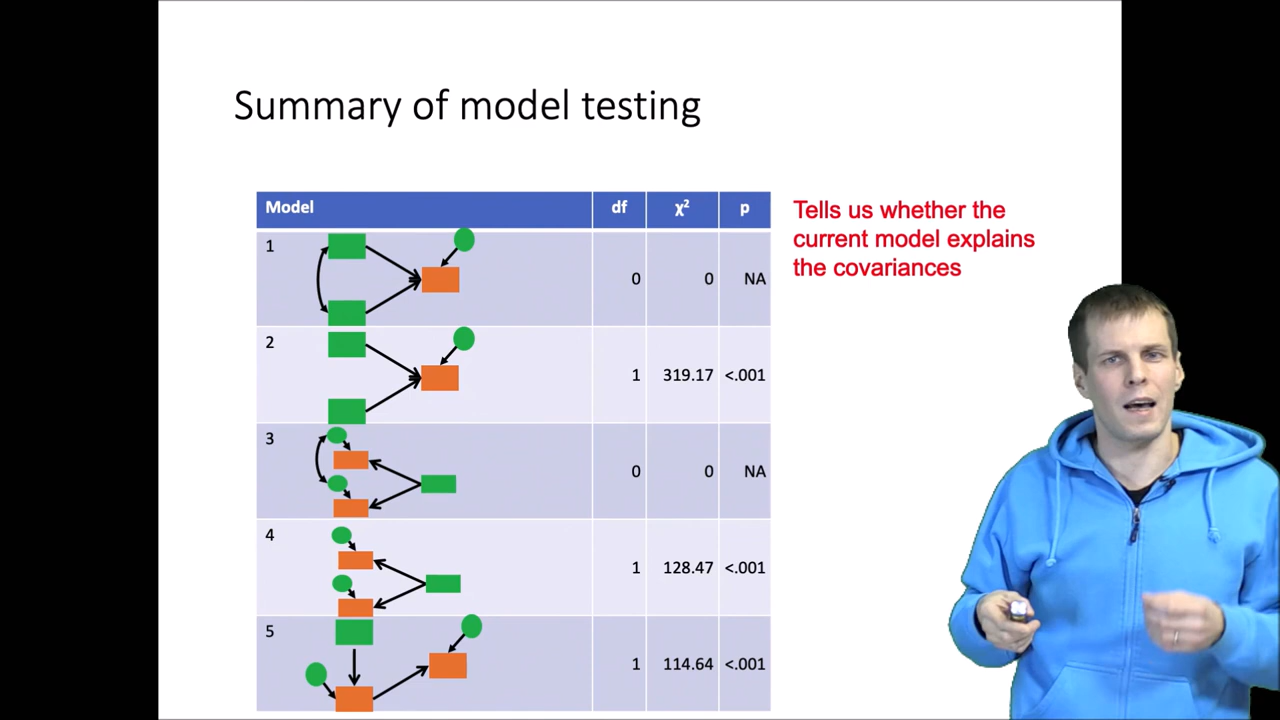 Summary of model testing
Model df χ² p
1 0 0 NA
2 1 319.17 <.001
3 0 0 NA
4 1 128.47 <.001
5 1 114.64 <.001
Tells us whether the
current model explains
the covariances